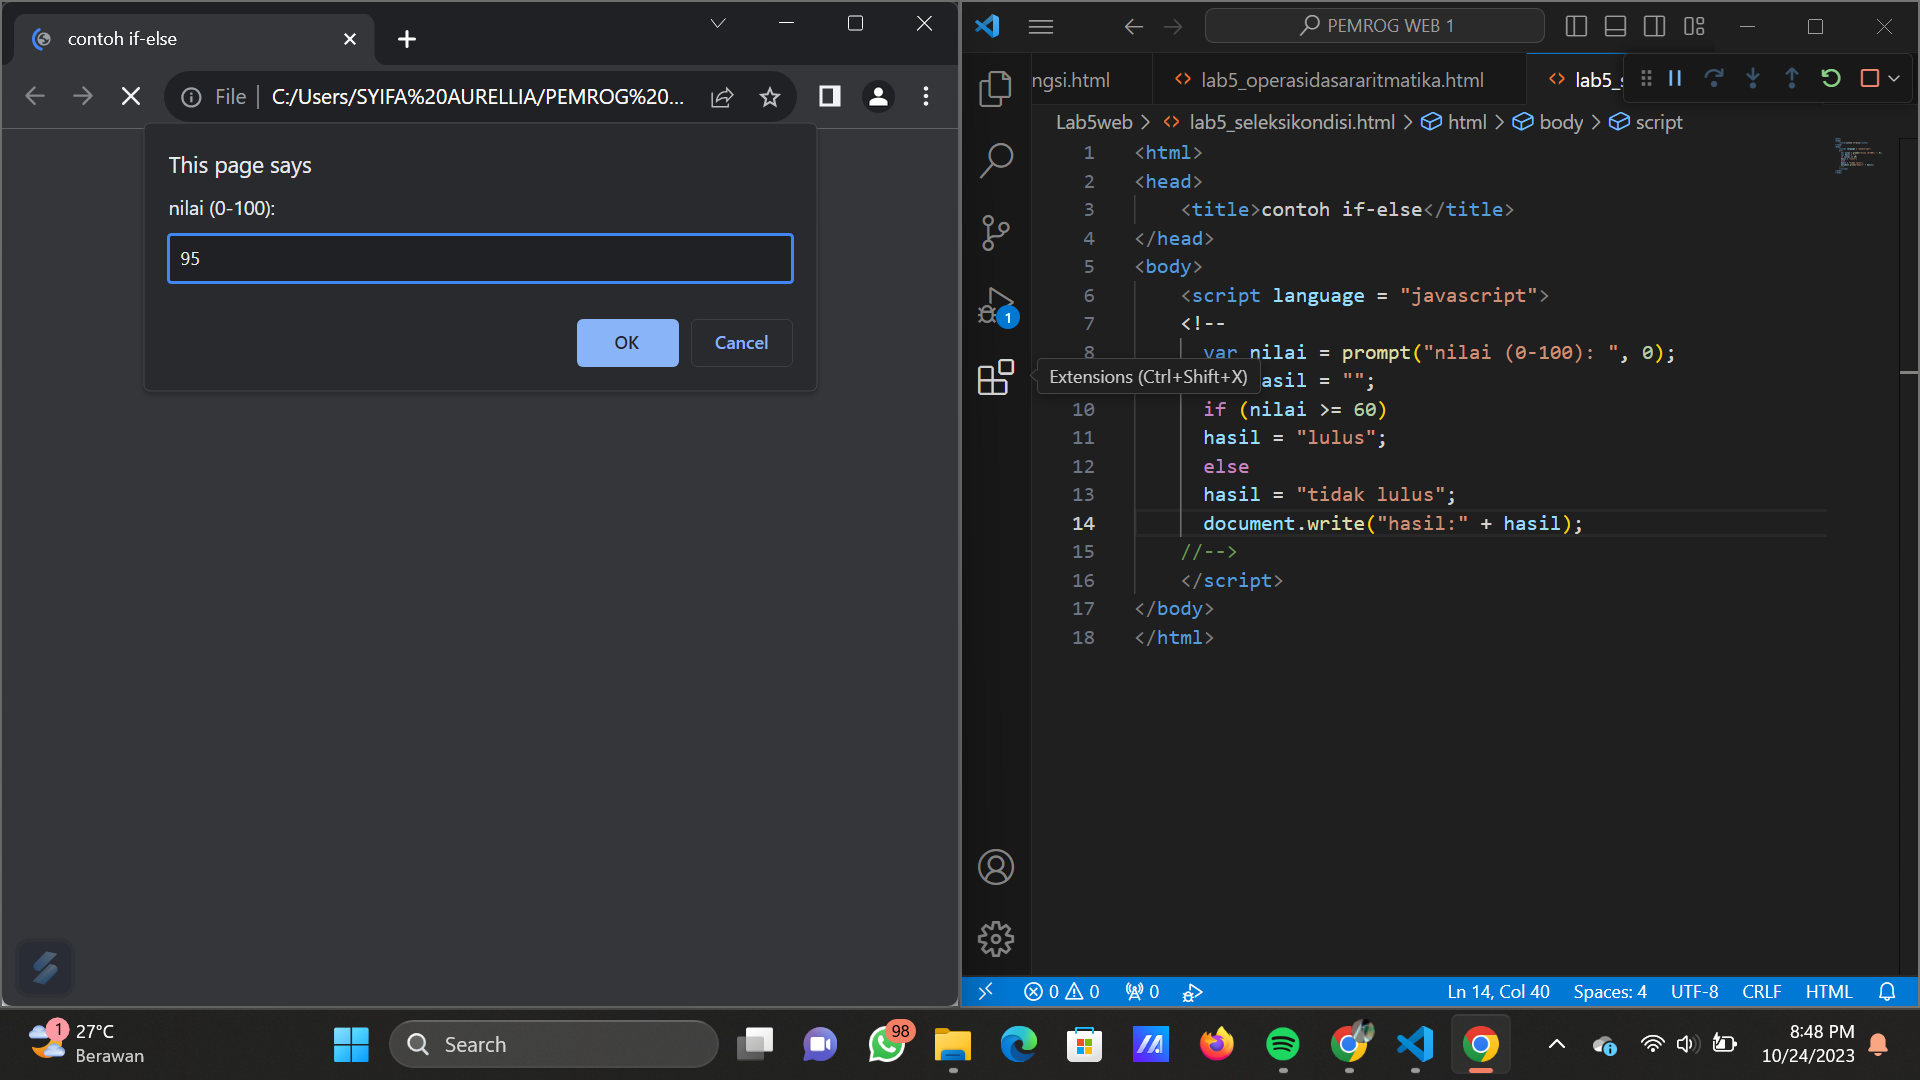 contoh if-else
File
C:/Users/SYIFA%20AURELLIA/PEMROG%20...
This page says
nilai (0-100):
95
OK
Cancel
PEMROG WEB 1
ngsi.html
lab5_operasidasararitmatika.html
lab5_s
Lab5web > lab5_seleksikondisi.html > html > body > script
1 <html>
2 <head>
3 <title>contoh if-else</title>
4 </head>
5 <body>
6 <script language = "javascript">
7 <!--
8 var nilai = prompt("nilai (0-100): ", 0);
asil = "";
Extensions (Ctrl+Shift+X)
10 if (nilai >= 60)
11 hasil = "lulus";
12 else
13 hasil = "tidak lulus";
14 document.write("hasil:" + hasil);
15 //-->
16 </script>
17 </body>
18 </html>
1
0 0 0
Ln 14, Col 40
Spaces: 4
UTF-8
CRLF
HTML
1
27°C
Berawan
Search
98
8:48 PM
10/24/2023